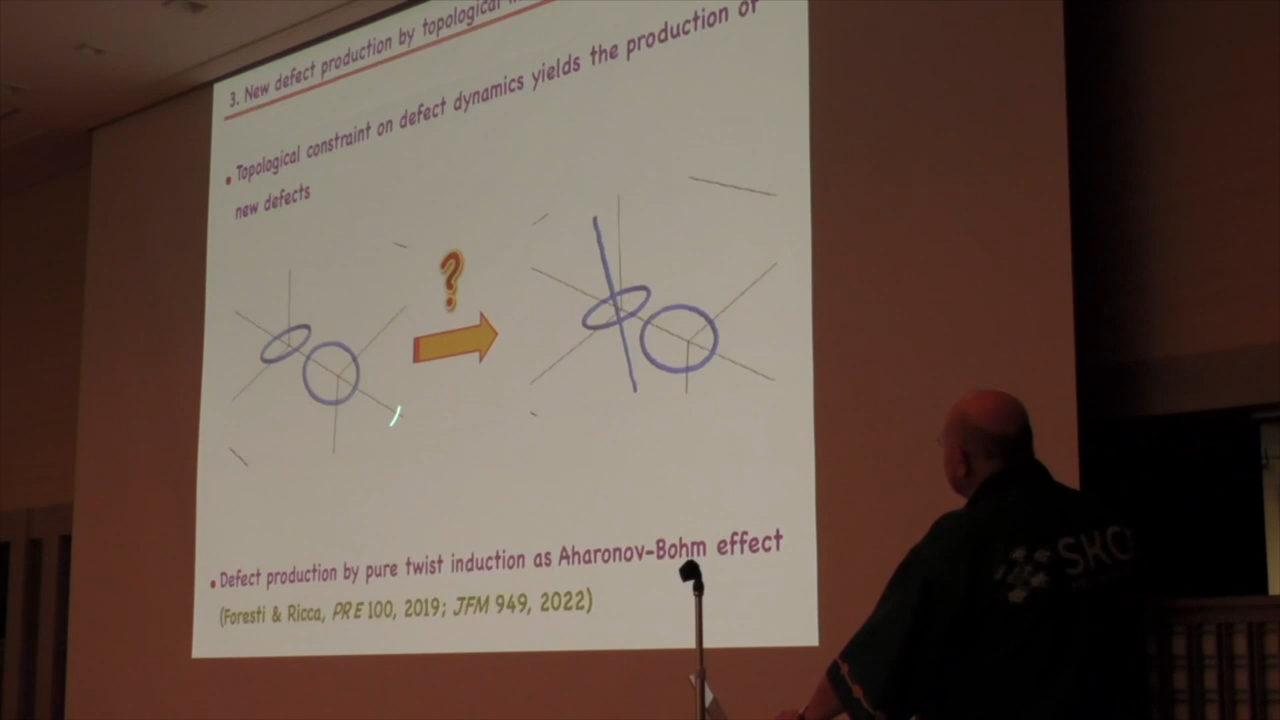 3. New defect production by topological
• Topological constraint on defect dynamics yields the production of
new defects
?
• Defect production by pure twist induction as Aharonov-Bohm effect
(Foresti & Ricca, PRE 100, 2019; JFM 949, 2022)